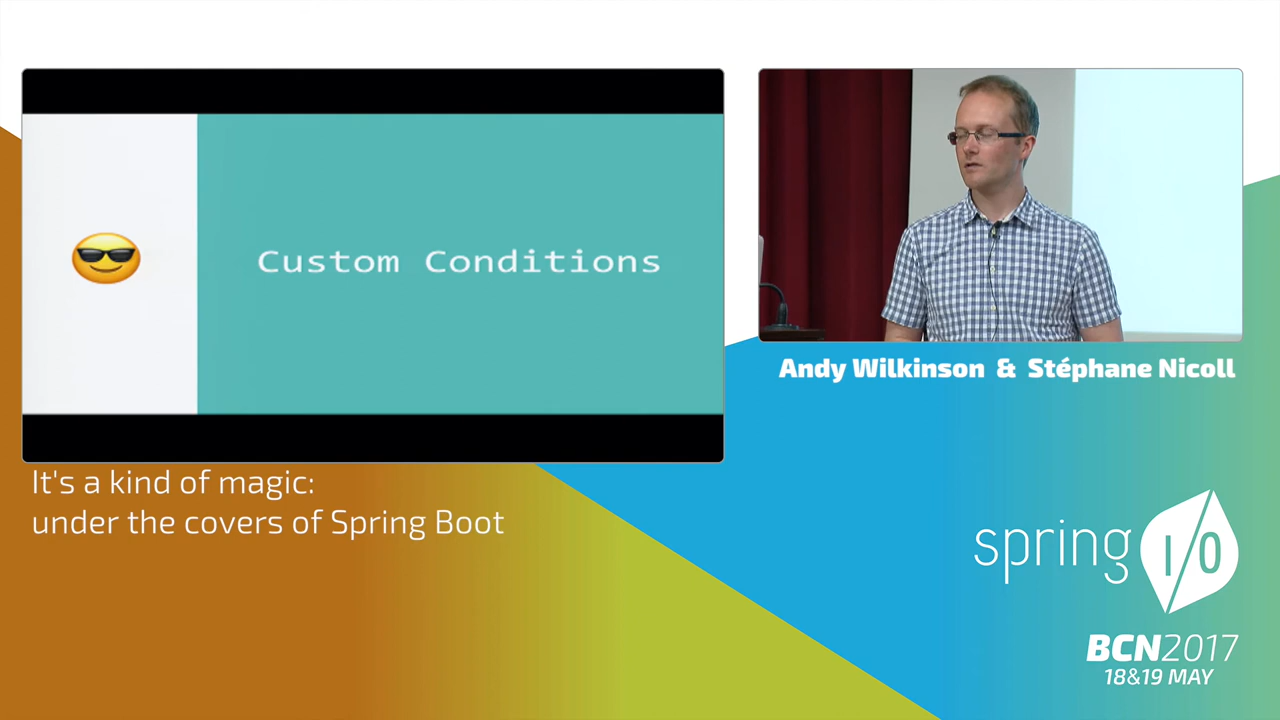 Custom Conditions
Andy Wilkinson & Stéphane Nicoll
It's a kind of magic:
under the covers of Spring Boot
spring I/O
BCN2017
18&19 MAY